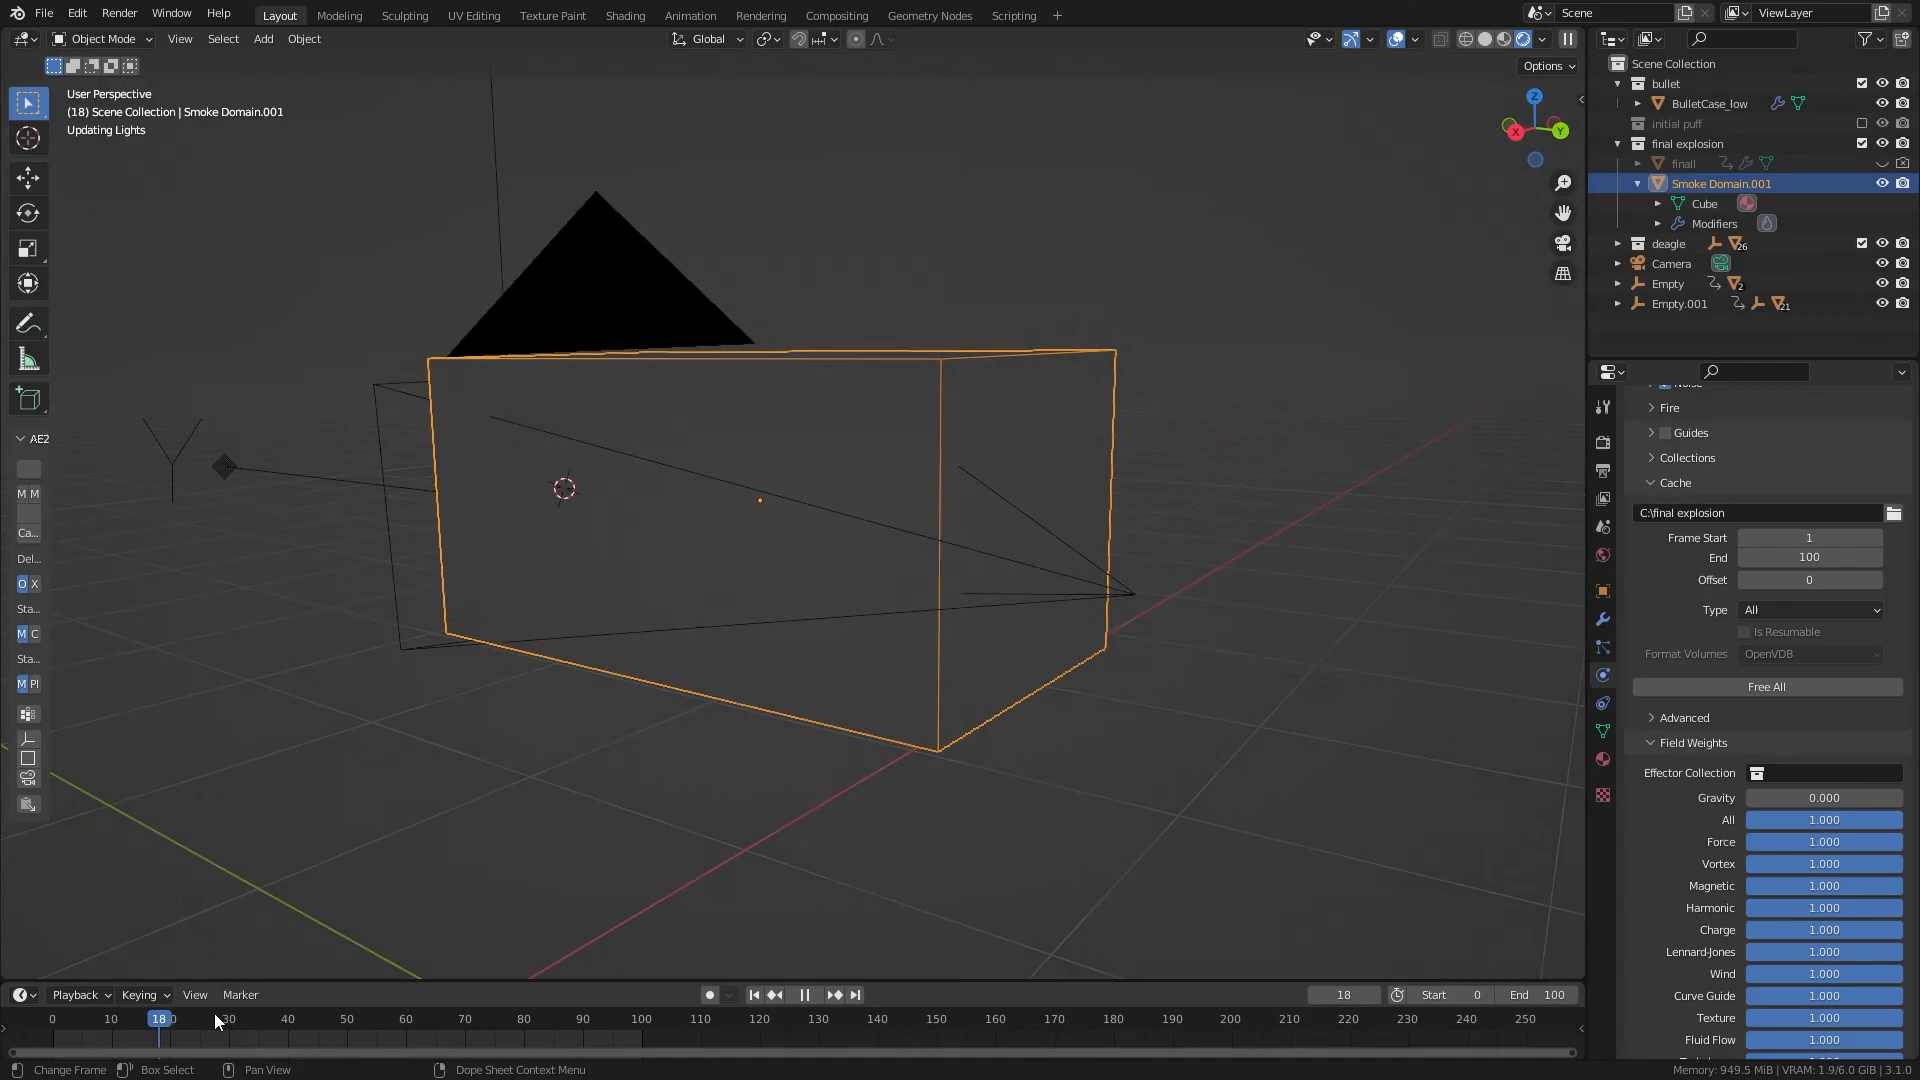 File Edit Render Window Help Layout Modeling Sculpting UV Editing Texture Paint Shading Animation Rendering Compositing Geometry Nodes Scripting + Scene ViewLayer
Object Mode View Select Add Object Global
Options
User Perspective
(18) Scene Collection | Smoke Domain.001
Updating Lights
Z
X Y
AE2
M M
Ca...
Del...
O X
Sta...
M C
Sta...
M Pl
Scene Collection
bullet
BulletCase_low
initial puff
final explosion
finall
Smoke Domain.001
Cube
Modifiers
deagle 26
Camera
Empty 2
Empty.001 21
Fire
Guides
Collections
Cache
C:\final explosion
Frame Start 1
End 100
Offset 0
Type All
Is Resumable
Format Volumes OpenVDB
Free All
Advanced
Field Weights
Effector Collection
Gravity 0.000
All 1.000
Force 1.000
Vortex 1.000
Magnetic 1.000
Harmonic 1.000
Charge 1.000
Lennard-Jones 1.000
Wind 1.000
Curve Guide 1.000
Texture 1.000
Fluid Flow 1.000
Playback Keying View Marker 18 Start 0 End 100
0 10 18 30 40 50 60 70 80 90 100 110 120 130 140 150 160 170 180 190 200 210 220 230 240 250
Change Frame Box Select Pan View Dope Sheet Context Menu Memory: 949.5 MiB | VRAM: 1.9/6.0 GiB | 3.1.0